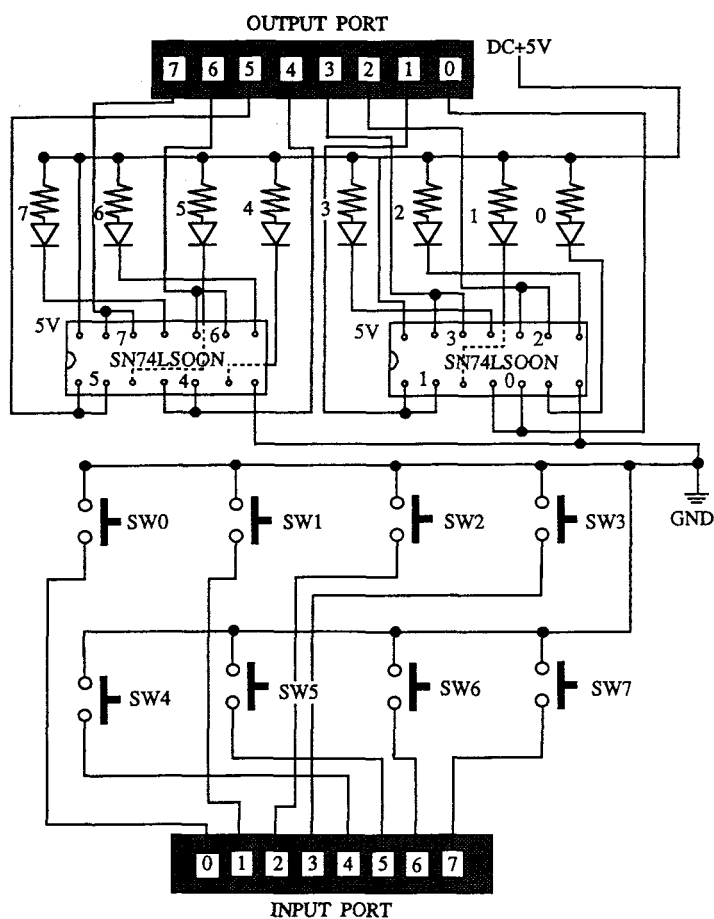 OUTPUT PORT
7 6 5 4 3 2 1 0
DC+5V
7 6 5 4 3 2 1 0
5V 7 6 5V 3 2
SN74LSOON SN74LSOON
5 4 1 0
GND
SW0 SW1 SW2 SW3
SW4 SW5 SW6 SW7
0 1 2 3 4 5 6 7
INPUT PORT